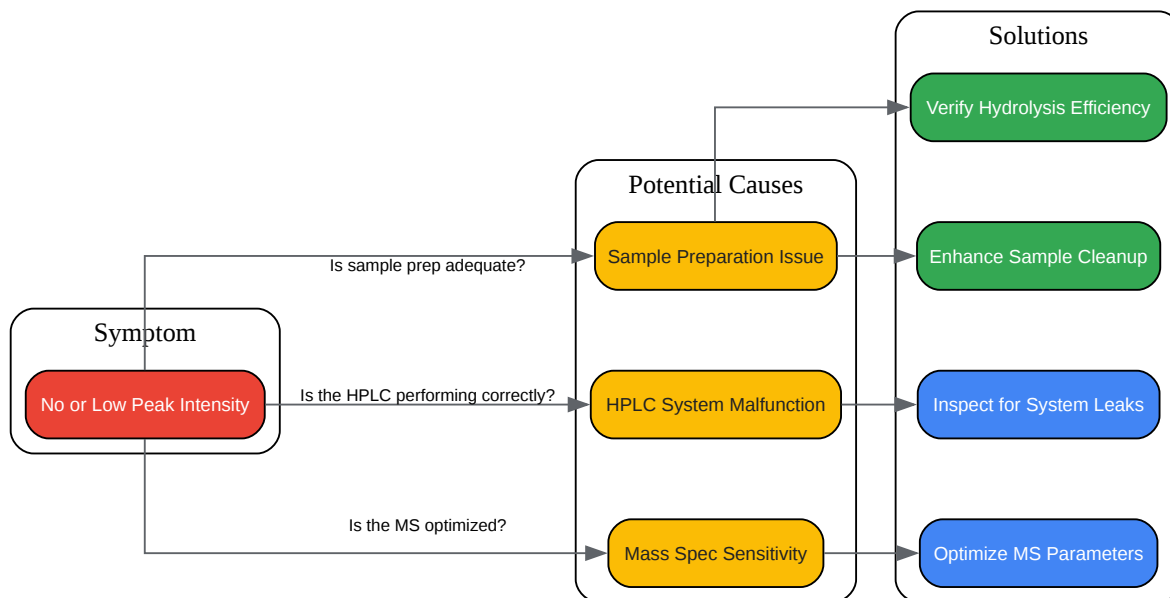 Solutions
Verify Hydrolysis Efficiency
Potential Causes
Is sample prep adequate?
Sample Preparation Issue
Enhance Sample Cleanup
Symptom
No or Low Peak Intensity
Is the HPLC performing correctly?
HPLC System Malfunction
Inspect for System Leaks
Is the MS optimized?
Mass Spec Sensitivity
Optimize MS Parameters